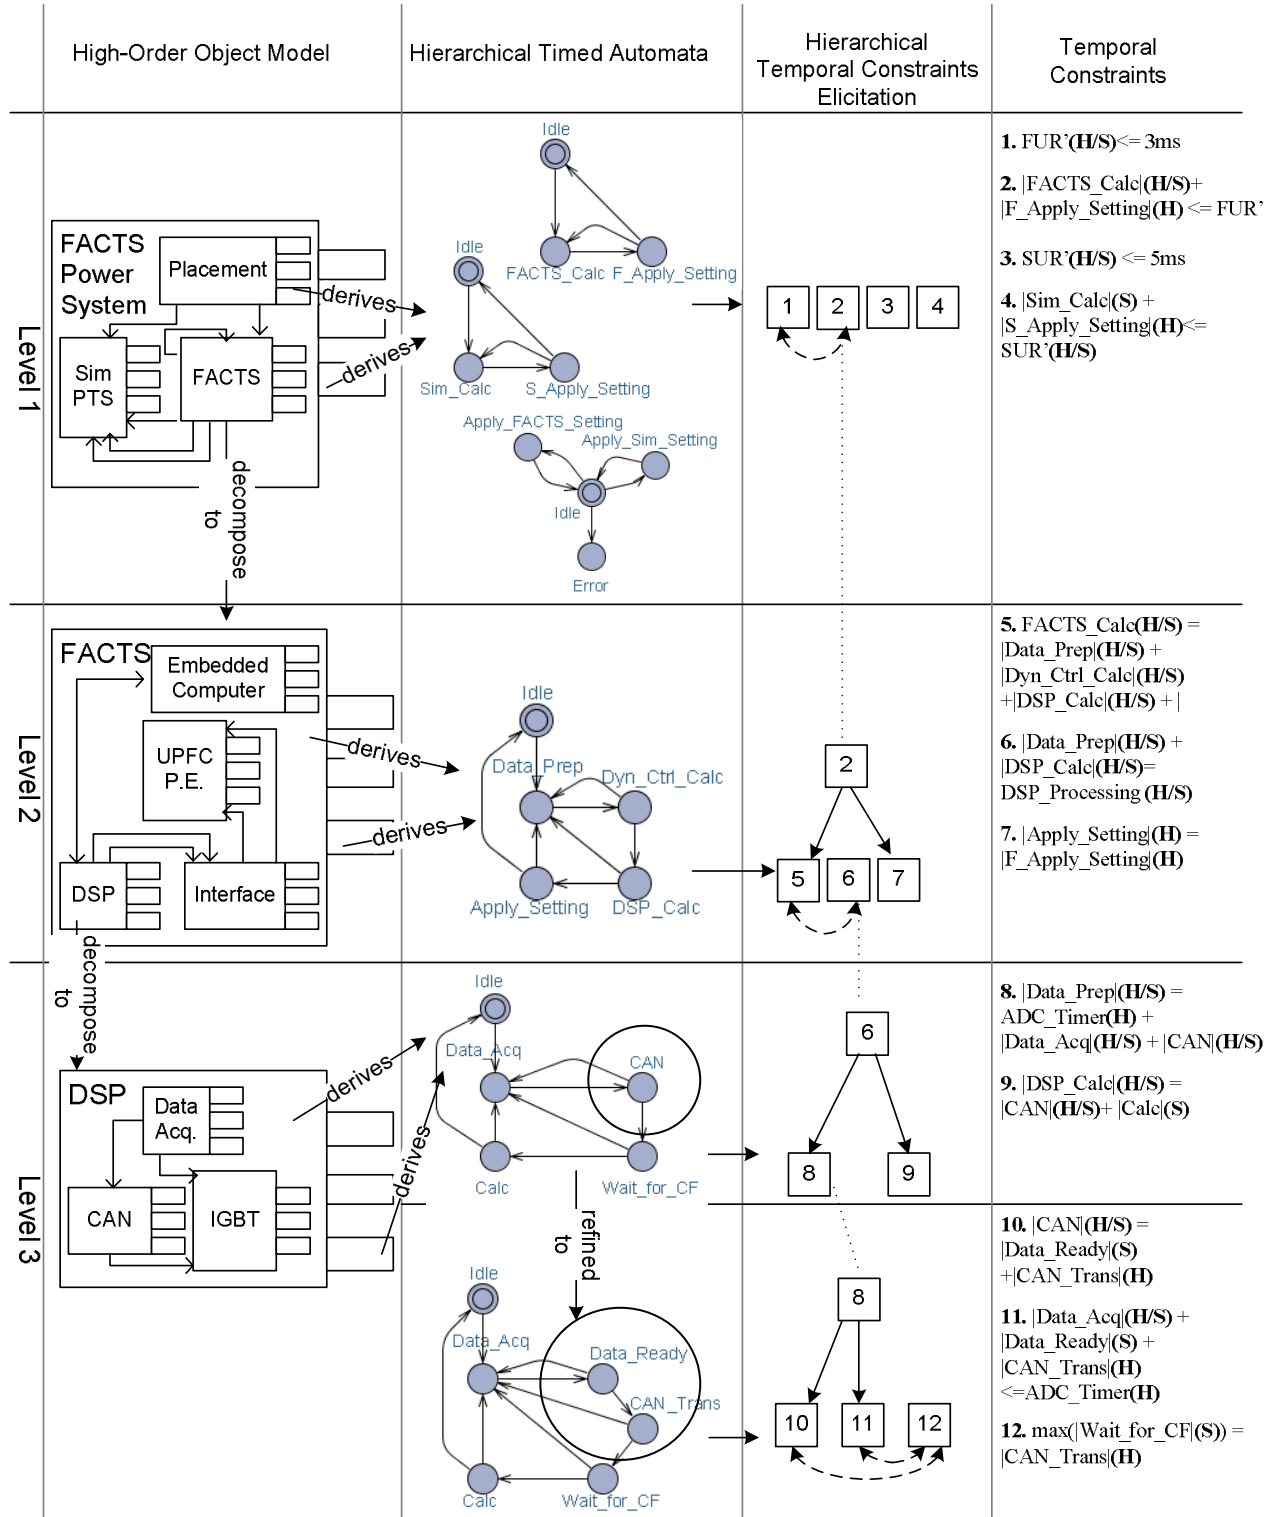 High-Order Object Model
Hierarchical Timed Automata
Hierarchical
Temporal Constraints
Elicitation
Temporal
Constraints
Level 1
FACTS
Power
System
Placement
Sim
PTS
FACTS
derives
derives
decompose
to
Idle
FACTS_Calc
F_Apply_Setting
Idle
Sim_Calc
S_Apply_Setting
Apply_FACTS_Setting
Apply_Sim_Setting
Idle
Error
1
2
3
4
1. FUR'(H/S)<= 3ms
2. |FACTS_Calc|(H/S)+
|F_Apply_Setting|(H) <= FUR'
3. SUR'(H/S) <= 5ms
4. |Sim_Calc|(S) +
|S_Apply_Setting|(H)<=
SUR'(H/S)
Level 2
FACTS
Embedded
Computer
UPFC
P.E.
DSP
Interface
derives
derives
decompose
to
Idle
Data_Prep
Dyn_Ctrl_Calc
Apply_Setting
DSP_Calc
2
5
6
7
5. FACTS_Calc(H/S) =
|Data_Prep|(H/S) +
|Dyn_Ctrl_Calc|(H/S)
+|DSP_Calc|(H/S) + |
6. |Data_Prep|(H/S) +
|DSP_Calc|(H/S)=
DSP_Processing (H/S)
7. |Apply_Setting|(H) =
|F_Apply_Setting|(H)
Level 3
DSP
Data
Acq.
CAN
IGBT
derives
derives
Idle
Data_Acq
CAN
Calc
Wait_for_CF
refined
to
6
8
9
8. |Data_Prep|(H/S) =
ADC_Timer(H) +
|Data_Acq|(H/S) + |CAN|(H/S)
9. |DSP_Calc|(H/S) =
|CAN|(H/S)+ |Calc|(S)
Idle
Data_Acq
Data_Ready
CAN_Trans
Calc
Wait_for_CF
8
10
11
12
10. |CAN|(H/S) =
|Data_Ready|(S)
+|CAN_Trans|(H)
11. |Data_Acq|(H/S) +
|Data_Ready|(S) +
|CAN_Trans|(H)
<=ADC_Timer(H)
12. max(|Wait_for_CF|(S)) =
|CAN_Trans|(H)